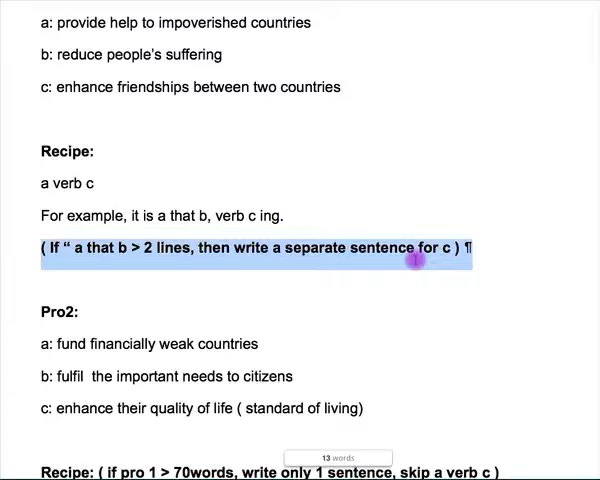 a: provide help to impoverished countries
b: reduce people’s suffering
c: enhance friendships between two countries
Recipe:
a verb c
For example, it is a that b, verb c ing.
( If “ a that b > 2 lines, then write a separate sentence for c ) ¶
Pro2:
a: fund financially weak countries
b: fulfil  the important needs to citizens
c: enhance their quality of life ( standard of living)
13 words
Recipe: ( if pro 1 > 70words, write only 1 sentence, skip a verb c )